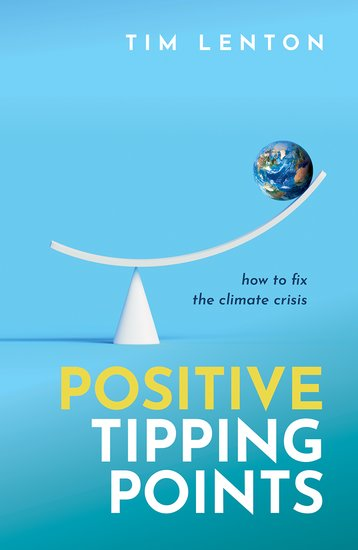 TIM LENTON
how to fix
the climate crisis
POSITIVE
TIPPING
POINTS